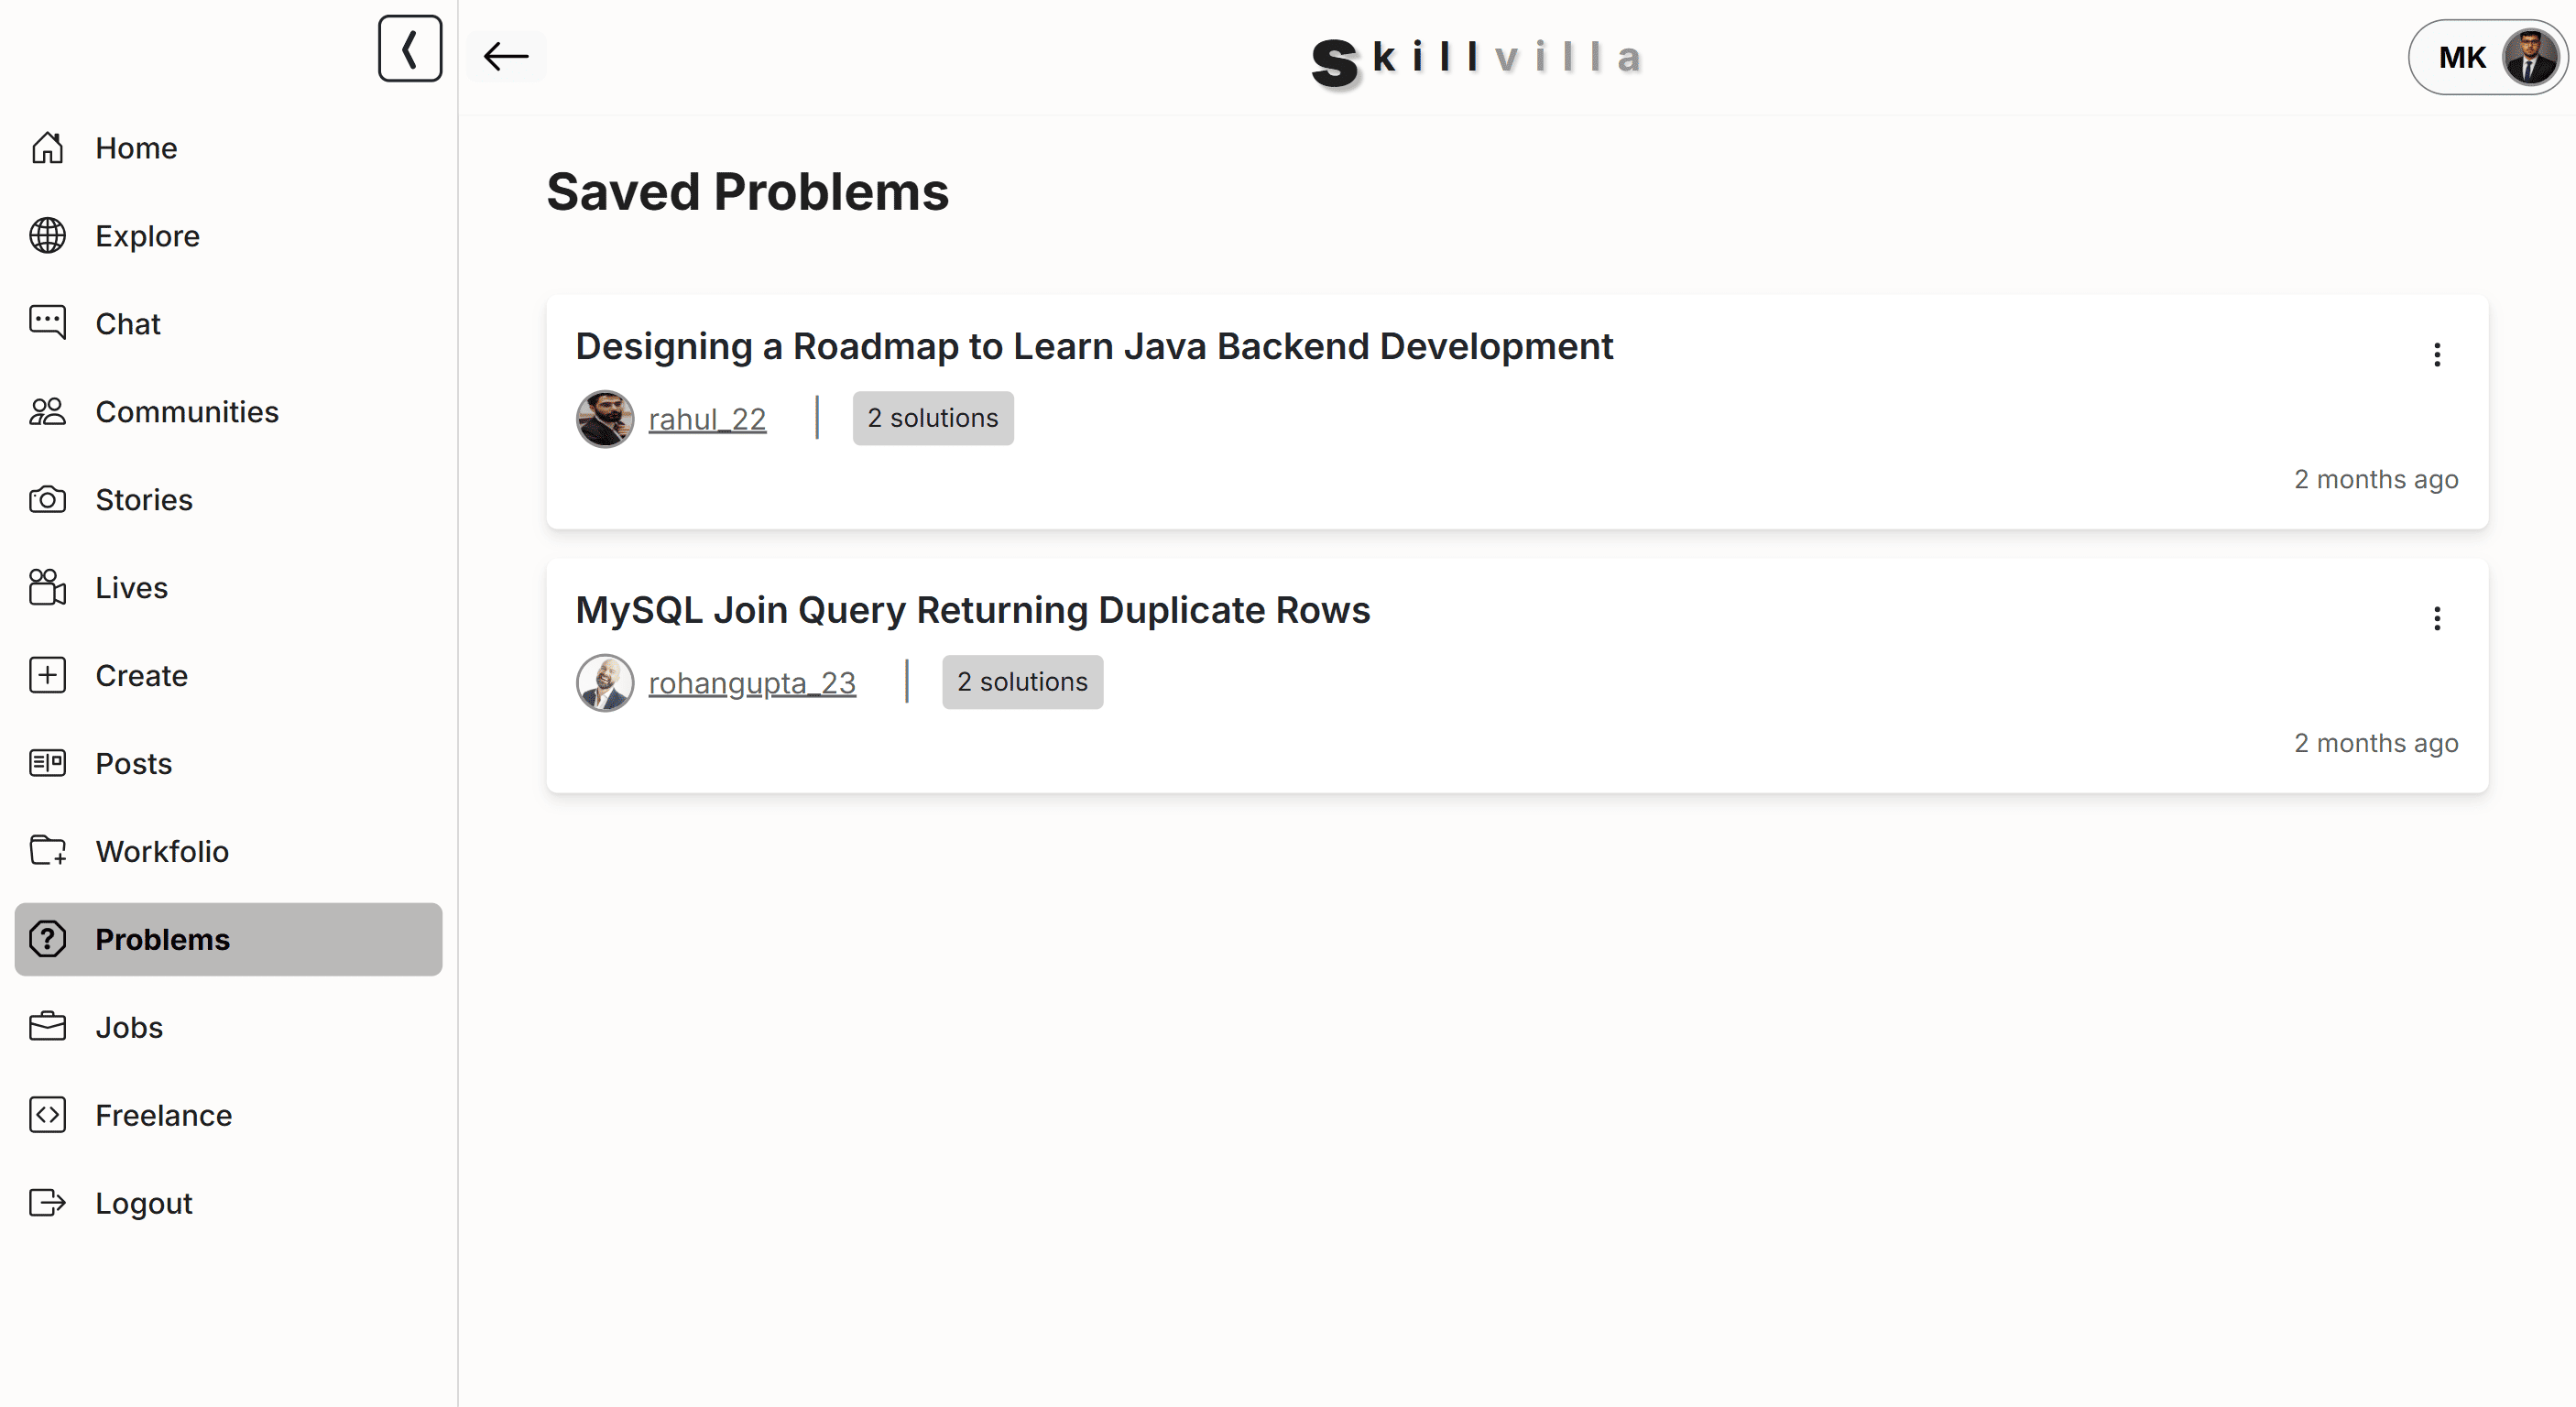 Skillvilla
MK
Home
Explore
Chat
Communities
Stories
Lives
Create
Posts
Workfolio
Problems
Jobs
Freelance
Logout
Saved Problems
Designing a Roadmap to Learn Java Backend Development
rahul_22 | 2 solutions
2 months ago
MySQL Join Query Returning Duplicate Rows
rohangupta_23 | 2 solutions
2 months ago